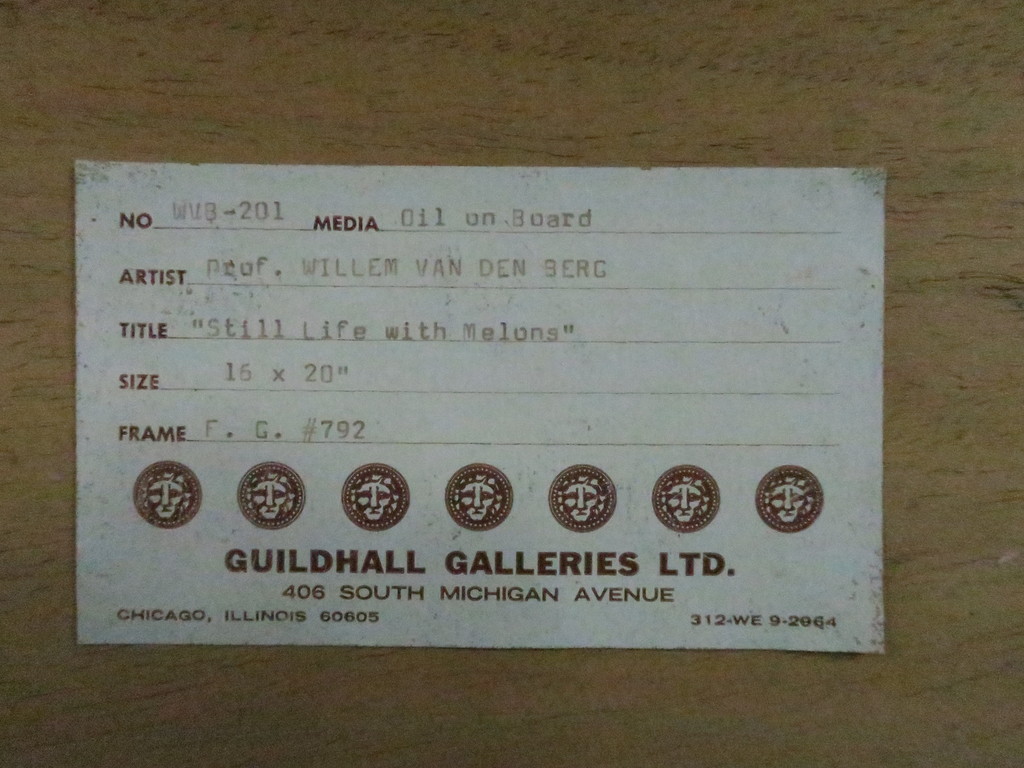 NO WVB-201 MEDIA Oil on Board
ARTIST Prof. WILLEM VAN DEN BERG
TITLE "Still Life with Melons"
SIZE 16 x 20"
FRAME F. G. #792
GUILDHALL GALLERIES LTD.
406 SOUTH MICHIGAN AVENUE
CHICAGO, ILLINOIS 60605 312-WE 9-2064